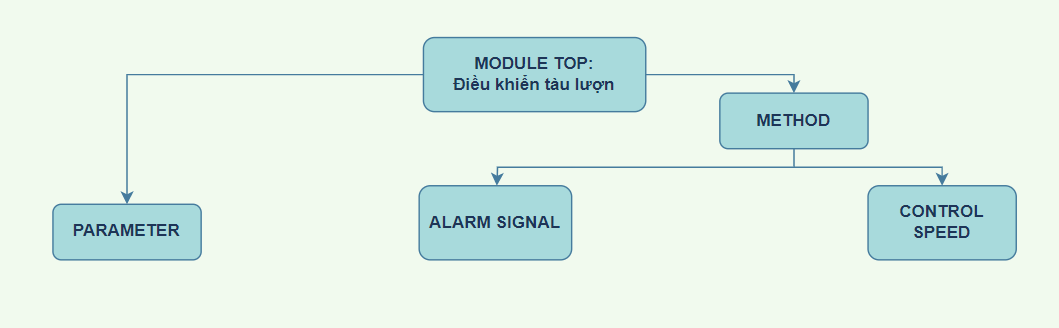 MODULE TOP:
Điều khiển tàu lượn
METHOD
PARAMETER
ALARM SIGNAL
CONTROL
SPEED